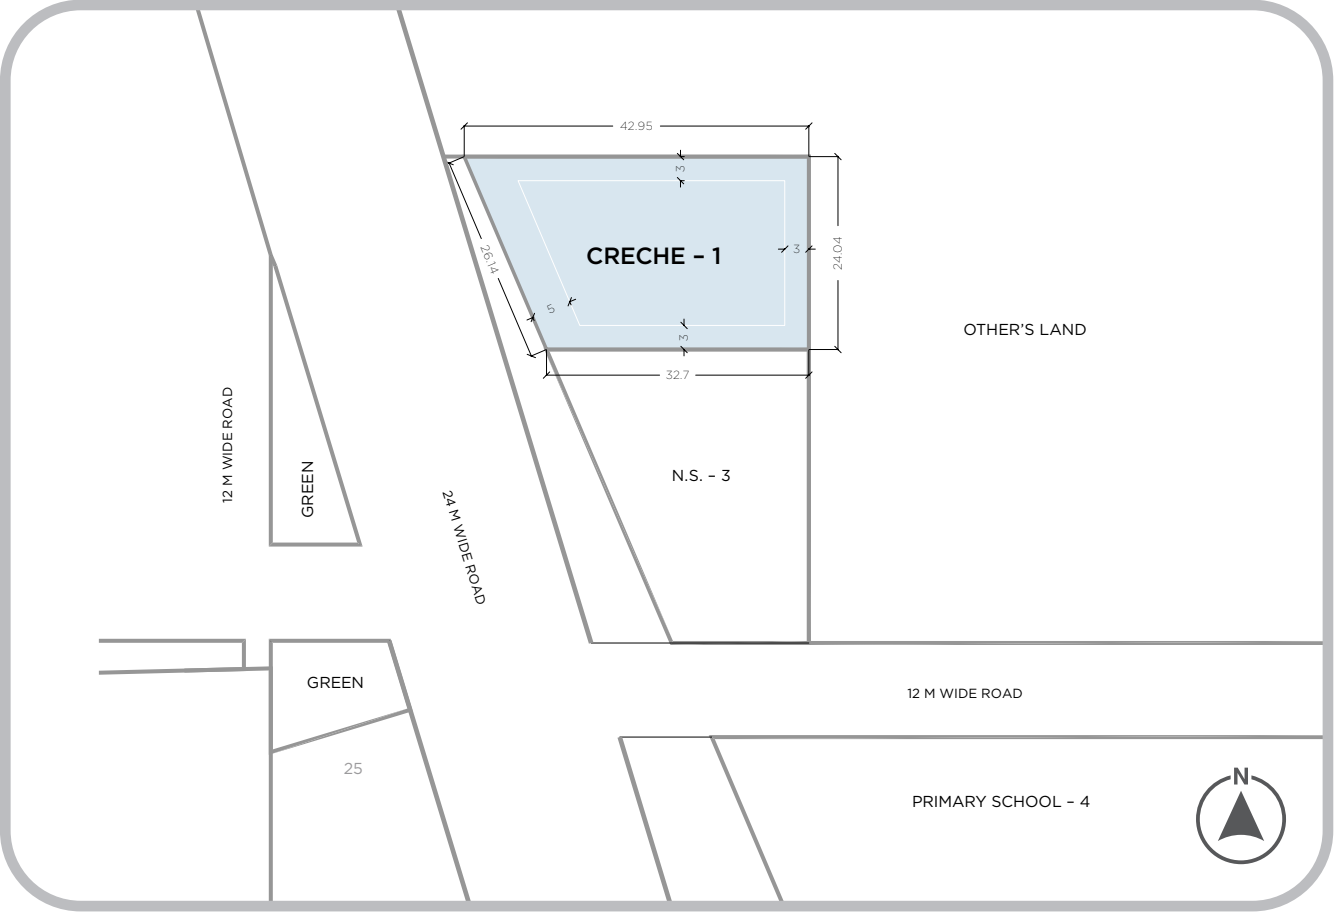 42.95
3
26.14
CRECHE – 1
3
24.04
5
3
32.7
OTHER'S LAND
12 M WIDE ROAD
GREEN
24 M WIDE ROAD
N.S. – 3
GREEN
12 M WIDE ROAD
25
PRIMARY SCHOOL – 4
N